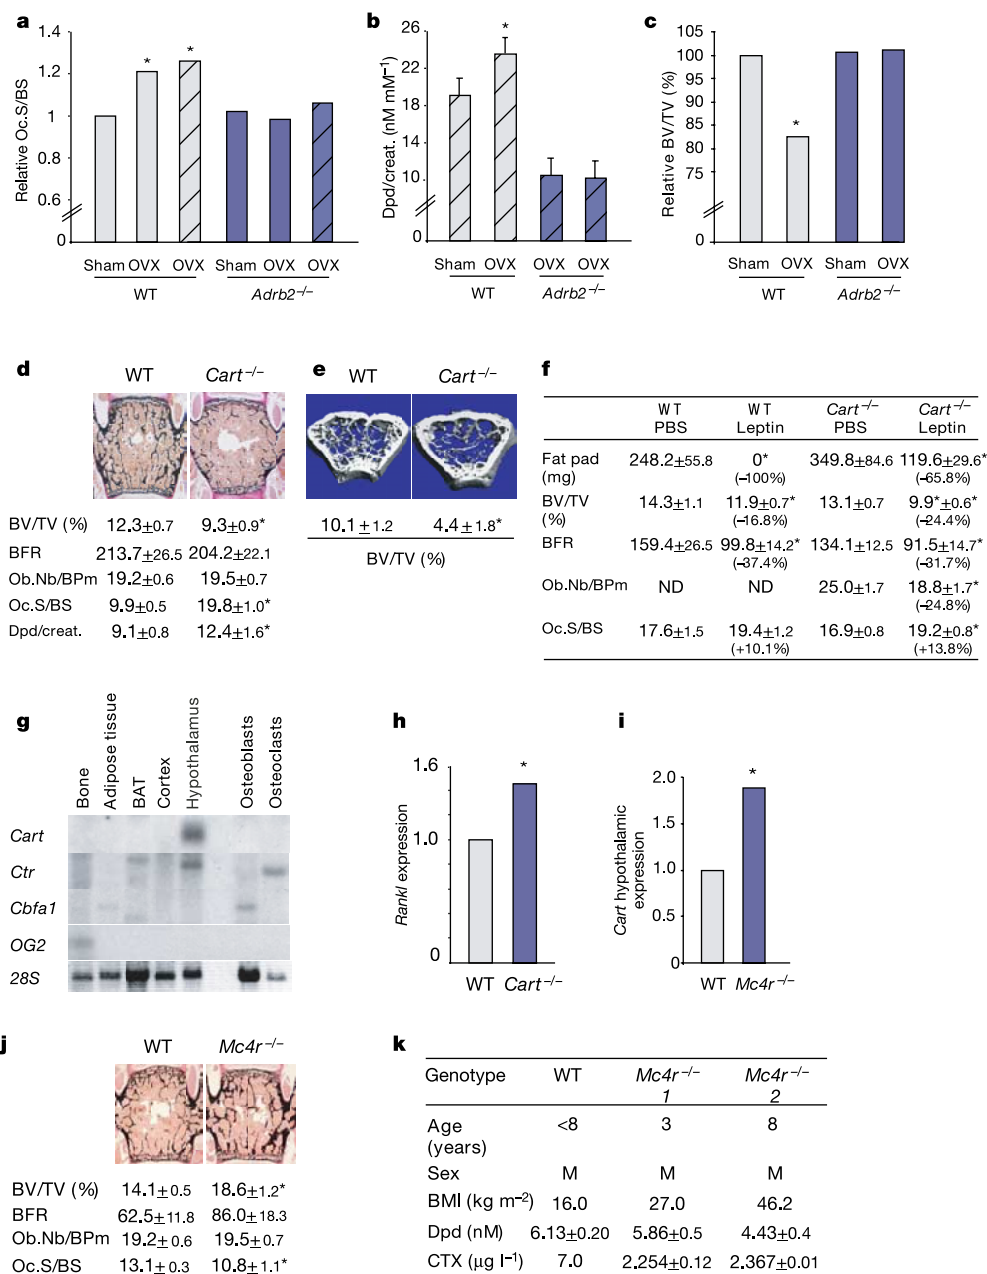 a
Relative Oc.S/BS
1.4
1.2
1
0.6
0
*
*
Sham OVX OVX Sham OVX OVX
WT Adrb2–/–
b
Dpd/creat. (nM mM–1)
26
22
18
14
10
0
*
Sham OVX OVX OVX
WT Adrb2–/–
c
Relative BV/TV (%)
105
100
95
90
85
80
75
0
*
Sham OVX Sham OVX
WT Adrb2–/–
d
WT Cart–/–
BV/TV (%) 12.3±0.7 9.3±0.9*
BFR 213.7±26.5 204.2±22.1
Ob.Nb/BPm 19.2±0.6 19.5±0.7
Oc.S/BS 9.9±0.5 19.8±1.0*
Dpd/creat. 9.1±0.8 12.4±1.6*
e
WT Cart–/–
10.1±1.2 4.4±1.8*
BV/TV (%)
f
WT WT Cart–/– Cart–/–
PBS Leptin PBS Leptin
Fat pad 248.2±55.8 0* 349.8±84.6 119.6±29.6*
(mg) (–100%) (–65.8%)
BV/TV 14.3±1.1 11.9±0.7* 13.1±0.7 9.9*±0.6*
(%) (–16.8%) (–24.4%)
BFR 159.4±26.5 99.8±14.2* 134.1±12.5 91.5±14.7*
(–37.4%) (–31.7%)
Ob.Nb/BPm ND ND 25.0±1.7 18.8±1.7*
(–24.8%)
Oc.S/BS 17.6±1.5 19.4±1.2 16.9±0.8 19.2±0.8*
(+10.1%) (+13.8%)
g
Bone
Adipose tissue
BAT
Cortex
Hypothalamus
Osteoblasts
Osteoclasts
Cart
Ctr
Cbfa1
OG2
28S
h
Rankl expression
1.6
1.0
0
*
WT Cart–/–
i
Cart hypothalamic
expression
2.0
1.0
0.5
0
*
WT Mc4r–/–
j
WT Mc4r–/–
BV/TV (%) 14.1±0.5 18.6±1.2*
BFR 62.5±11.8 86.0±18.3
Ob.Nb/BPm 19.2±0.6 19.5±0.7
Oc.S/BS 13.1±0.3 10.8±1.1*
k
Genotype WT Mc4r–/– Mc4r–/–
1 2
Age <8 3 8
(years)
Sex M M M
BMI (kg m–2) 16.0 27.0 46.2
Dpd (nM) 6.13±0.20 5.86±0.5 4.43±0.4
CTX (µg l–1) 7.0 2.254±0.12 2.367±0.01